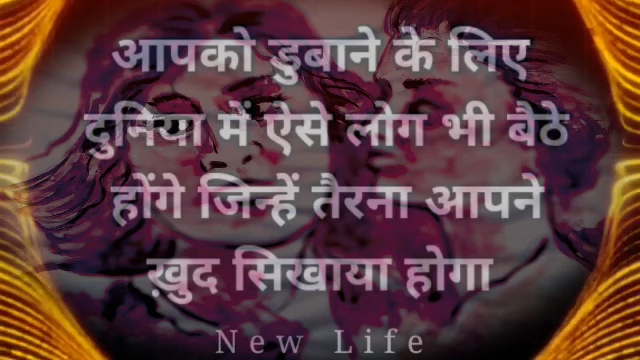 आपको डुबाने के लिए
दुनिया में ऐसे लोग भी बैठे
होंगे जिन्हें तैरना आपने
ख़ुद सिखाया होगा
New Life